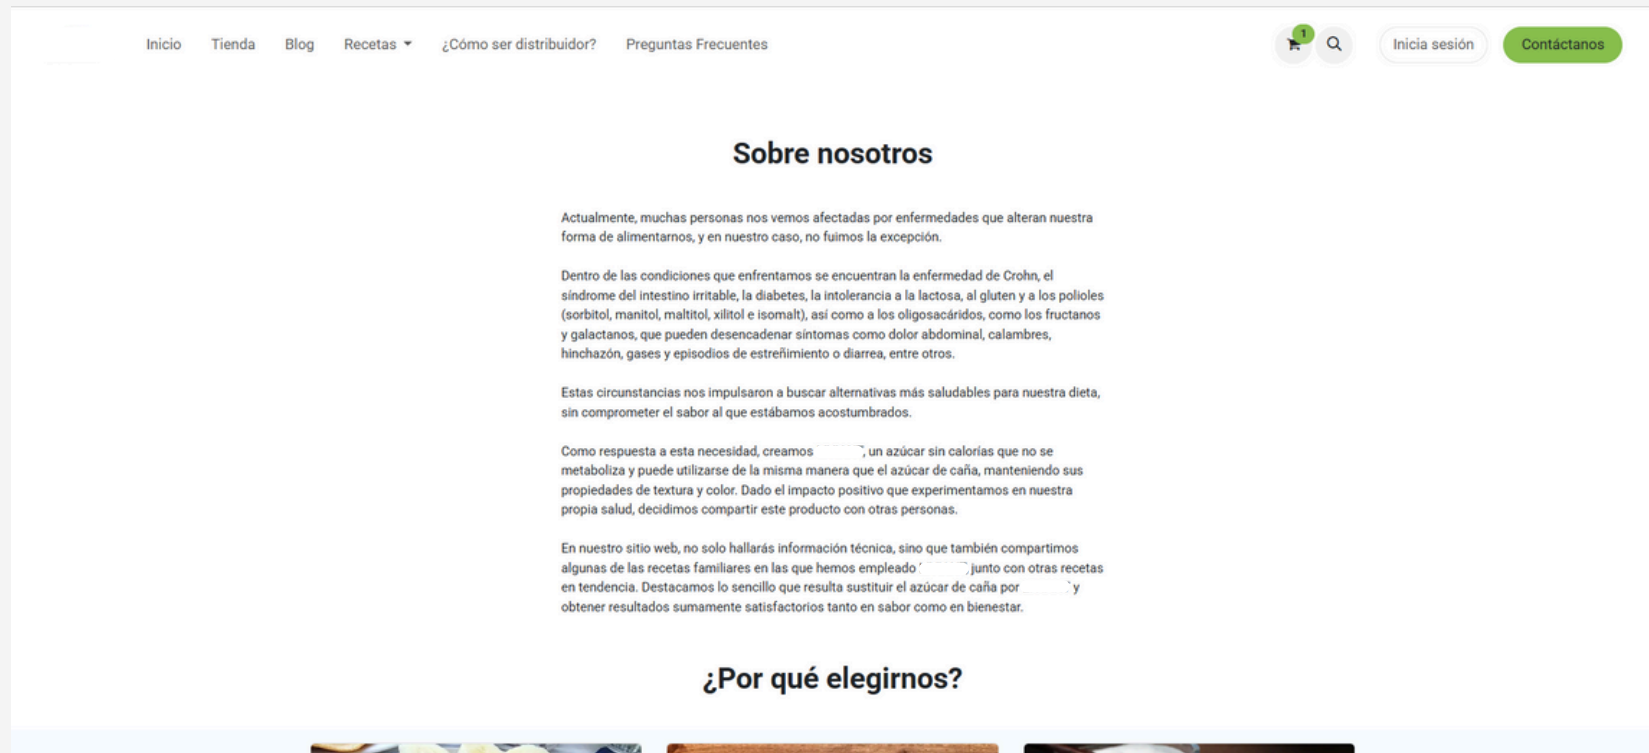 Inicio Tienda Blog Recetas ¿Cómo ser distribuidor? Preguntas Frecuentes 1 Inicia sesión Contáctanos
Sobre nosotros
Actualmente, muchas personas nos vemos afectadas por enfermedades que alteran nuestra
forma de alimentarnos, y en nuestro caso, no fuimos la excepción.
Dentro de las condiciones que enfrentamos se encuentran la enfermedad de Crohn, el
síndrome del intestino irritable, la diabetes, la intolerancia a la lactosa, al gluten y a los polioles
(sorbitol, manitol, maltitol, xilitol e isomalt), así como a los oligosacáridos, como los fructanos
y galactanos, que pueden desencadenar síntomas como dolor abdominal, calambres,
hinchazón, gases y episodios de estreñimiento o diarrea, entre otros.
Estas circunstancias nos impulsaron a buscar alternativas más saludables para nuestra dieta,
sin comprometer el sabor al que estábamos acostumbrados.
Como respuesta a esta necesidad, creamos , un azúcar sin calorías que no se
metaboliza y puede utilizarse de la misma manera que el azúcar de caña, manteniendo sus
propiedades de textura y color. Dado el impacto positivo que experimentamos en nuestra
propia salud, decidimos compartir este producto con otras personas.
En nuestro sitio web, no solo hallarás información técnica, sino que también compartimos
algunas de las recetas familiares en las que hemos empleado junto con otras recetas
en tendencia. Destacamos lo sencillo que resulta sustituir el azúcar de caña por y
obtener resultados sumamente satisfactorios tanto en sabor como en bienestar.
¿Por qué elegirnos?